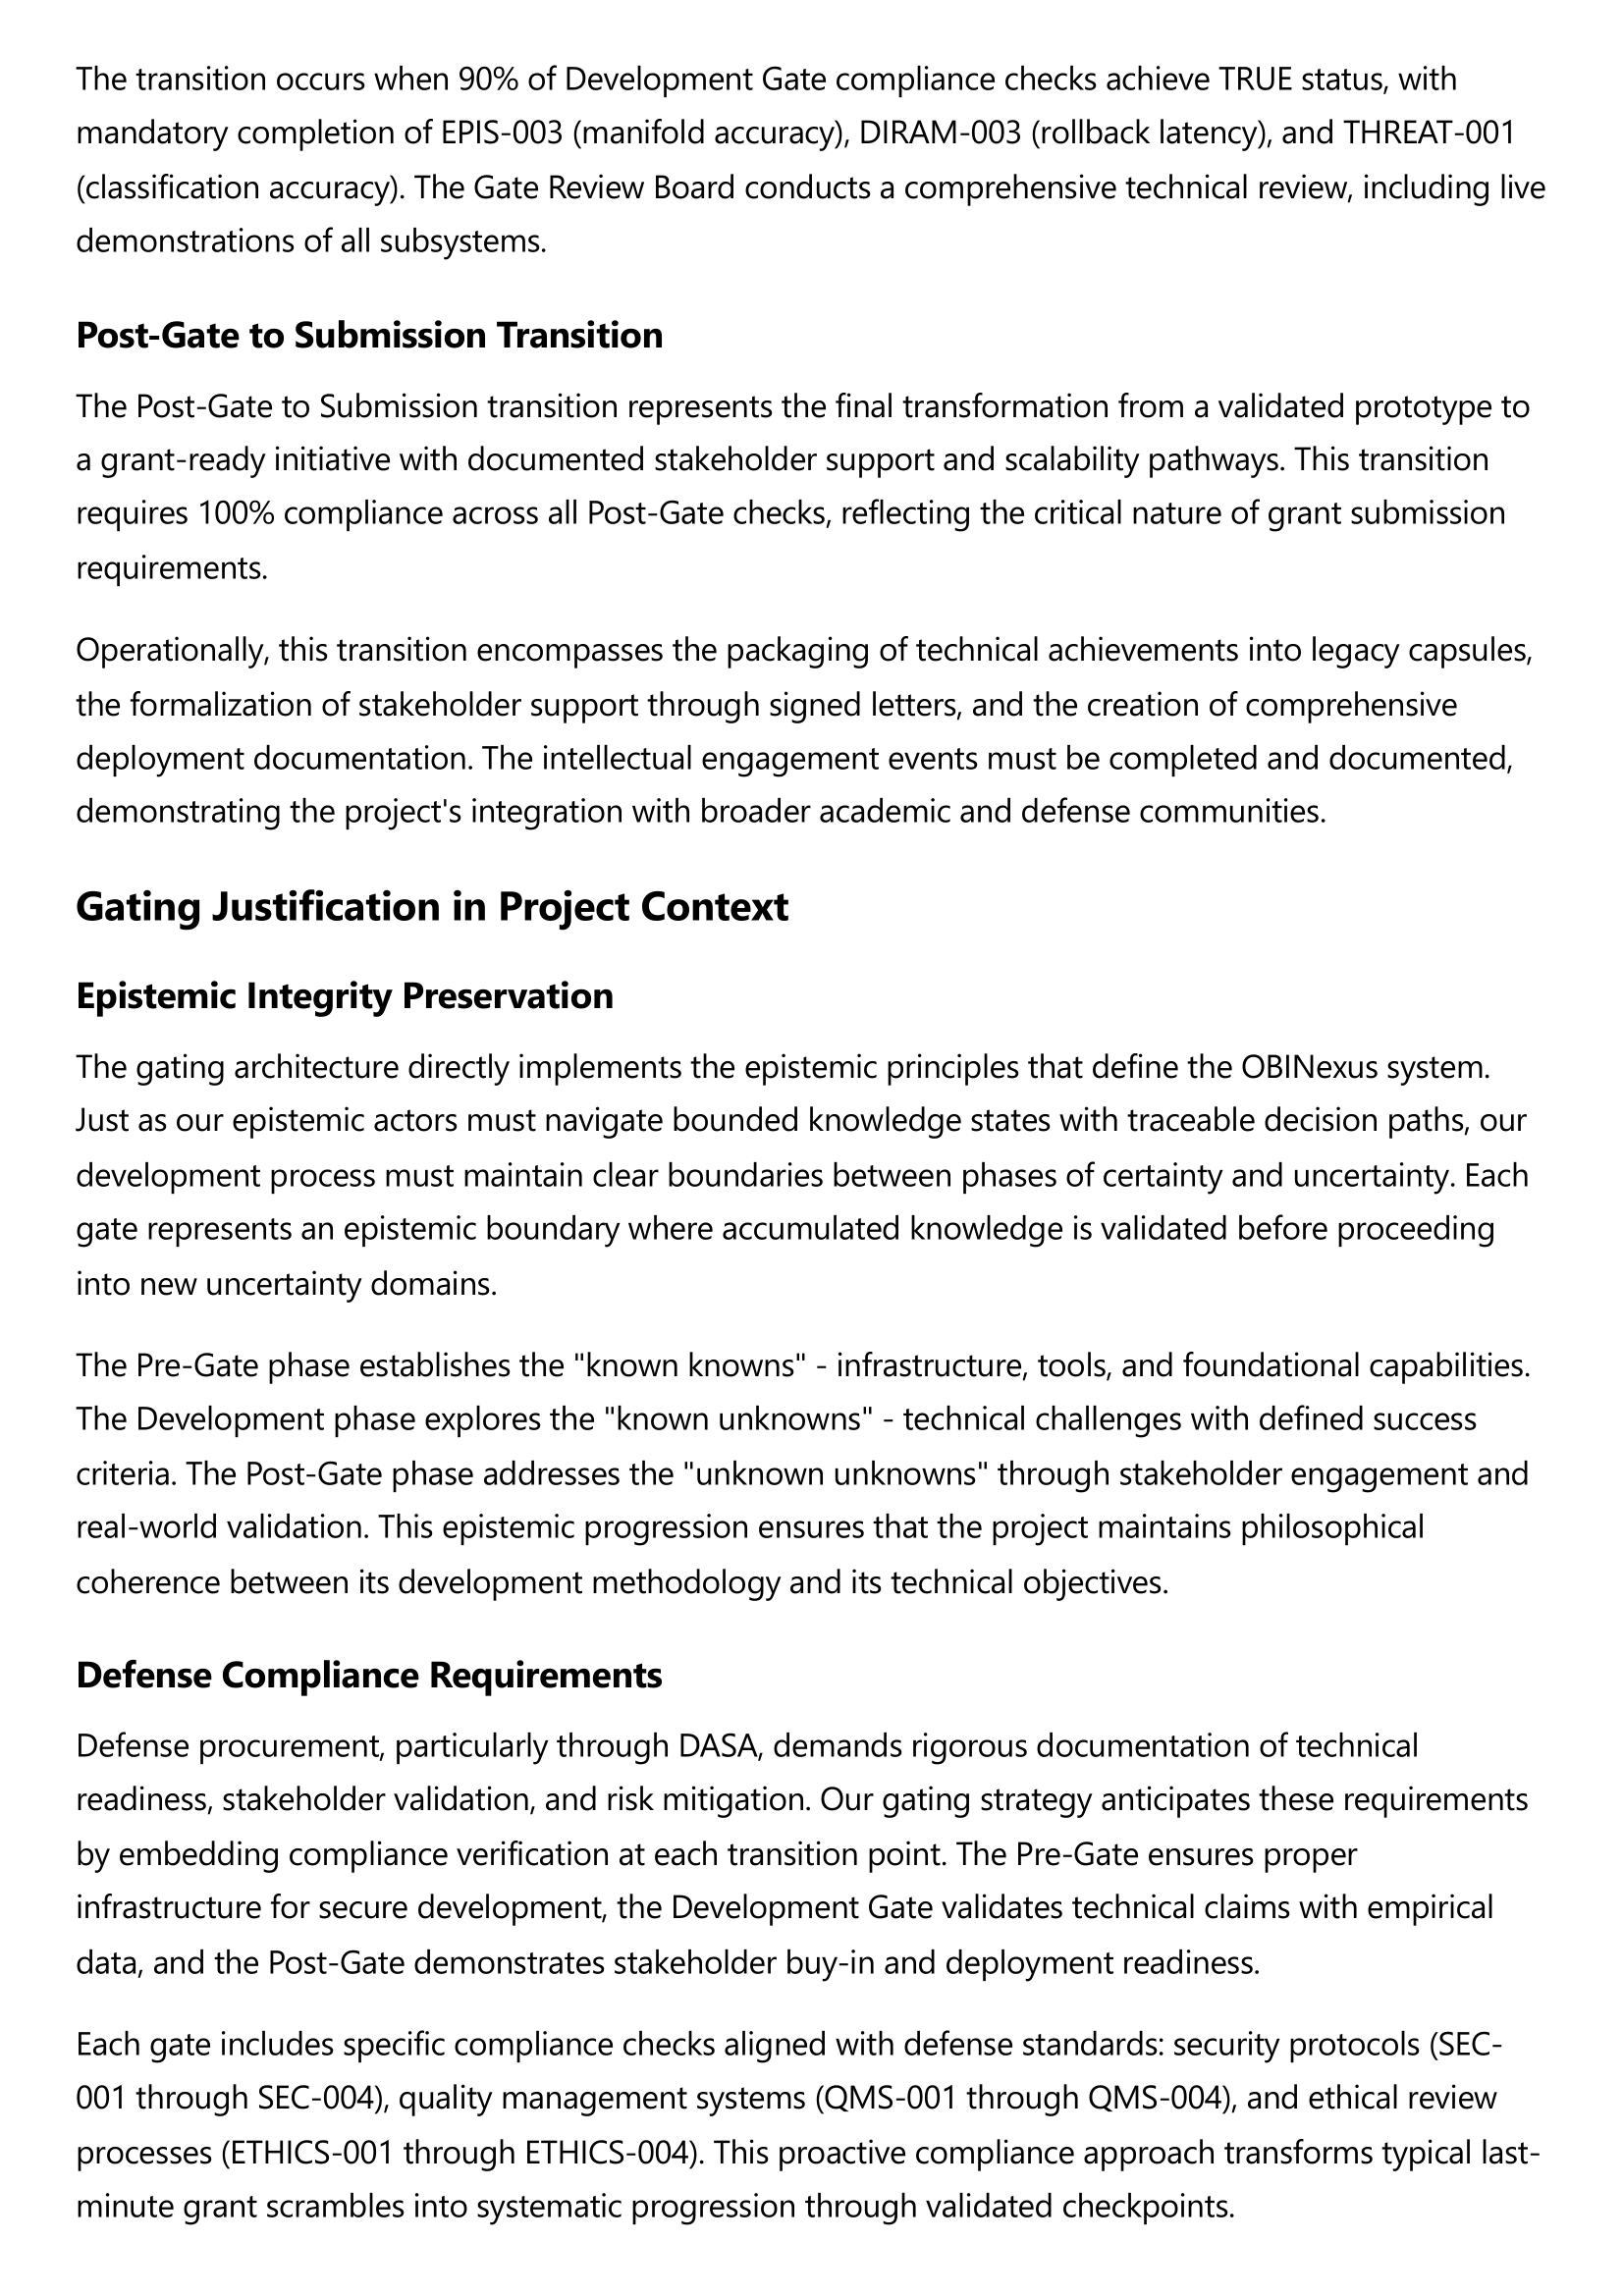 The transition occurs when 90% of Development Gate compliance checks achieve TRUE status, with
mandatory completion of EPIS-003 (manifold accuracy), DIRAM-003 (rollback latency), and THREAT-001
(classification accuracy). The Gate Review Board conducts a comprehensive technical review, including live
demonstrations of all subsystems.
Post-Gate to Submission Transition
The Post-Gate to Submission transition represents the final transformation from a validated prototype to
a grant-ready initiative with documented stakeholder support and scalability pathways. This transition
requires 100% compliance across all Post-Gate checks, reflecting the critical nature of grant submission
requirements.
Operationally, this transition encompasses the packaging of technical achievements into legacy capsules,
the formalization of stakeholder support through signed letters, and the creation of comprehensive
deployment documentation. The intellectual engagement events must be completed and documented,
demonstrating the project's integration with broader academic and defense communities.
Gating Justification in Project Context
Epistemic Integrity Preservation
The gating architecture directly implements the epistemic principles that define the OBINexus system.
Just as our epistemic actors must navigate bounded knowledge states with traceable decision paths, our
development process must maintain clear boundaries between phases of certainty and uncertainty. Each
gate represents an epistemic boundary where accumulated knowledge is validated before proceeding
into new uncertainty domains.
The Pre-Gate phase establishes the "known knowns" - infrastructure, tools, and foundational capabilities.
The Development phase explores the "known unknowns" - technical challenges with defined success
criteria. The Post-Gate phase addresses the "unknown unknowns" through stakeholder engagement and
real-world validation. This epistemic progression ensures that the project maintains philosophical
coherence between its development methodology and its technical objectives.
Defense Compliance Requirements
Defense procurement, particularly through DASA, demands rigorous documentation of technical
readiness, stakeholder validation, and risk mitigation. Our gating strategy anticipates these requirements
by embedding compliance verification at each transition point. The Pre-Gate ensures proper
infrastructure for secure development, the Development Gate validates technical claims with empirical
data, and the Post-Gate demonstrates stakeholder buy-in and deployment readiness.
Each gate includes specific compliance checks aligned with defense standards: security protocols (SEC-
001 through SEC-004), quality management systems (QMS-001 through QMS-004), and ethical review
processes (ETHICS-001 through ETHICS-004). This proactive compliance approach transforms typical last-
minute grant scrambles into systematic progression through validated checkpoints.